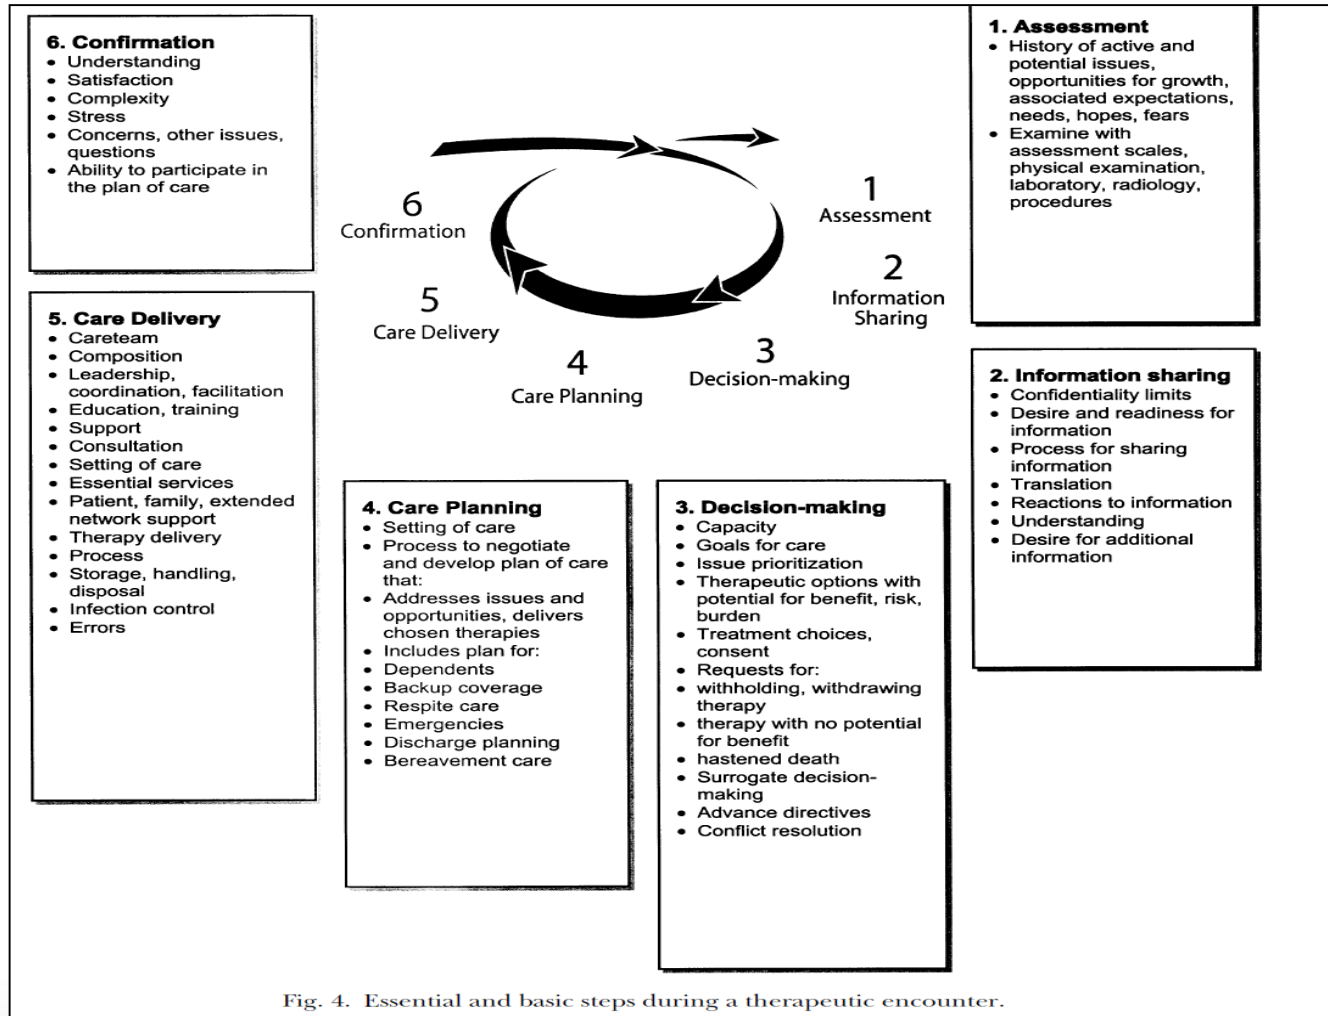 6. Confirmation
• Understanding
• Satisfaction
• Complexity
• Stress
• Concerns, other issues,
questions
• Ability to participate in
the plan of care
1. Assessment
• History of active and
potential issues,
opportunities for growth,
associated expectations,
needs, hopes, fears
• Examine with
assessment scales,
physical examination,
laboratory, radiology,
procedures
6
Confirmation
1
Assessment
5
Care Delivery
2
Information
Sharing
4
Care Planning
3
Decision-making
5. Care Delivery
• Careteam
• Composition
• Leadership,
coordination, facilitation
• Education, training
• Support
• Consultation
• Setting of care
• Essential services
• Patient, family, extended
network support
• Therapy delivery
• Process
• Storage, handling,
disposal
• Infection control
• Errors
2. Information sharing
• Confidentiality limits
• Desire and readiness for
information
• Process for sharing
information
• Translation
• Reactions to information
• Understanding
• Desire for additional
information
4. Care Planning
• Setting of care
• Process to negotiate
and develop plan of care
that:
• Addresses issues and
opportunities, delivers
chosen therapies
• Includes plan for:
• Dependents
• Backup coverage
• Respite care
• Emergencies
• Discharge planning
• Bereavement care
3. Decision-making
• Capacity
• Goals for care
• Issue prioritization
• Therapeutic options with
potential for benefit, risk,
burden
• Treatment choices,
consent
• Requests for:
• withholding, withdrawing
therapy
• therapy with no potential
for benefit
• hastened death
• Surrogate decision-
making
• Advance directives
• Conflict resolution
Fig. 4. Essential and basic steps during a therapeutic encounter.